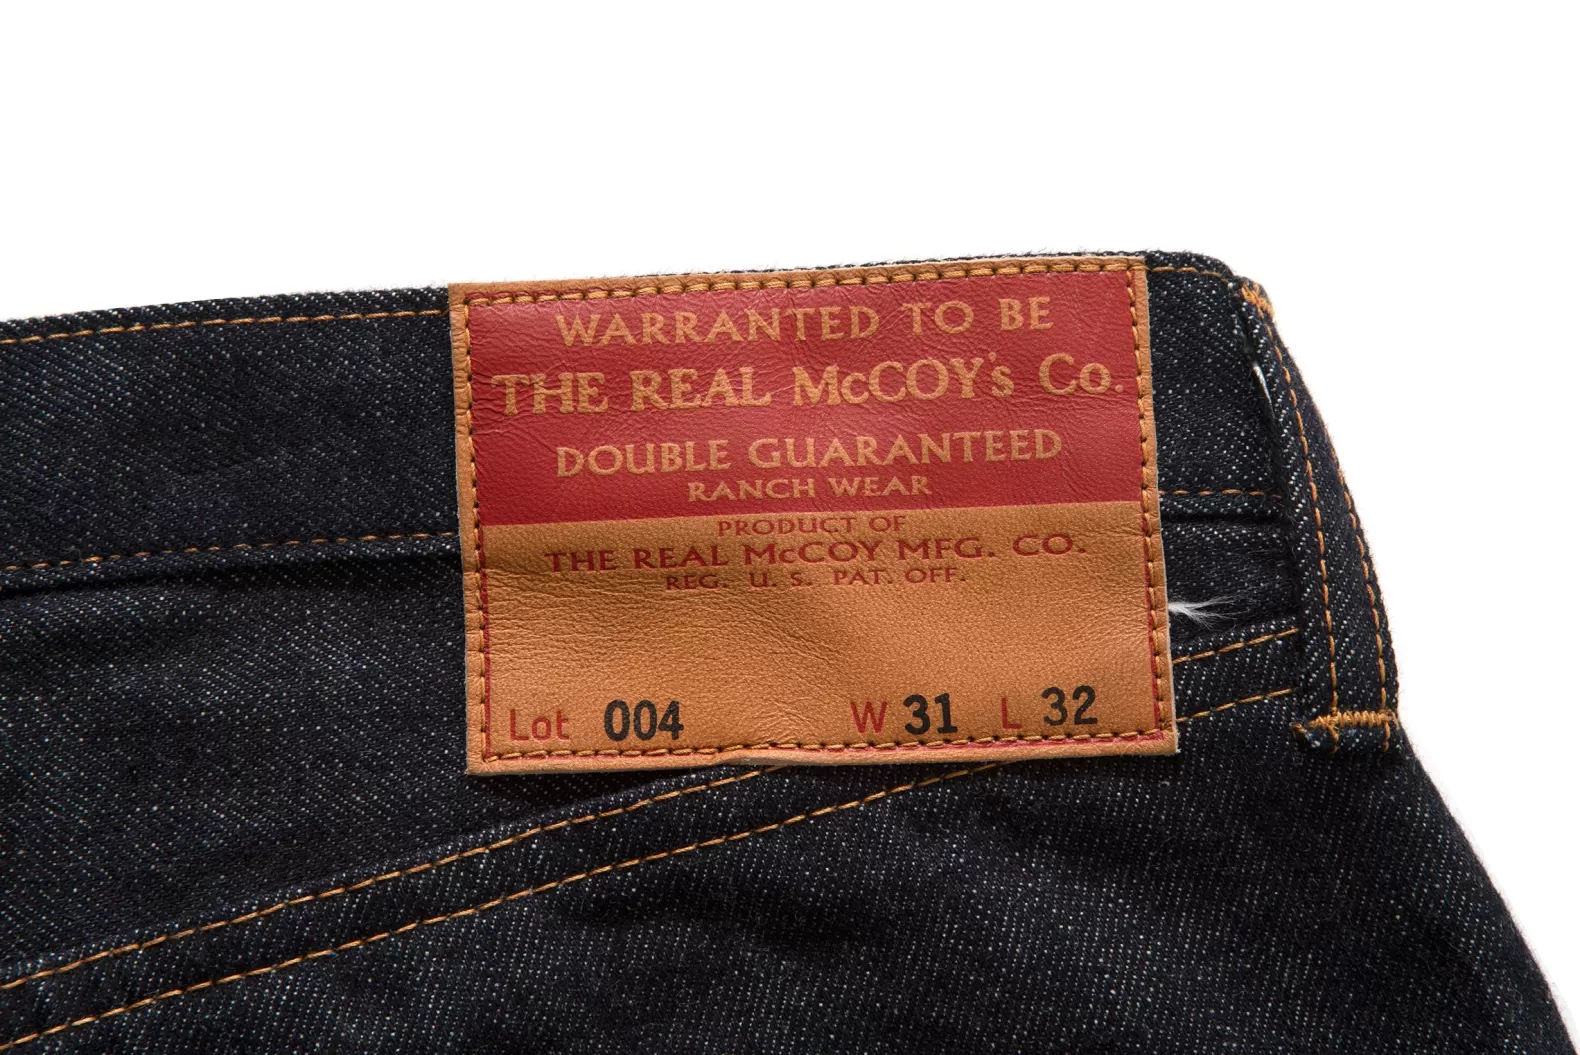 WARRANTED TO BE
THE REAL McCOY's Co.
DOUBLE GUARANTEED
RANCH WEAR
PRODUCT OF
THE REAL McCOY MFG. CO.
REG. U. S. PAT. OFF.
Lot 004 W 31 L 32